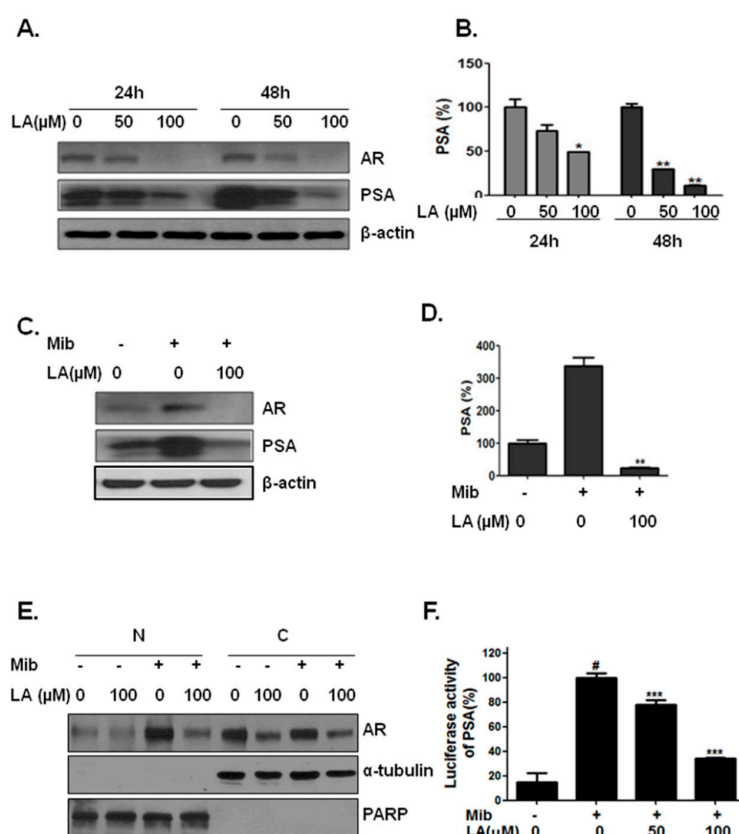 A.
24h 48h
LA(μM) 0 50 100 0 50 100
AR
PSA
β-actin
B.
PSA (%)
150
100
50
0
LA (μM) 0 50 100 0 50 100
* ** **
24h 48h
C.
Mib - + +
LA(μM) 0 0 100
AR
PSA
β-actin
D.
PSA (%)
400
300
200
100
0
**
Mib - + +
LA (μM) 0 0 100
E.
N C
Mib - - + + - - + +
LA (μM) 0 100 0 100 0 100 0 100
AR
α-tubulin
PARP
F.
Luciferase activity
of PSA(%)
120
100
80
60
40
20
0
# *** ***
Mib - + + +
LA(μM) 0 0 50 100